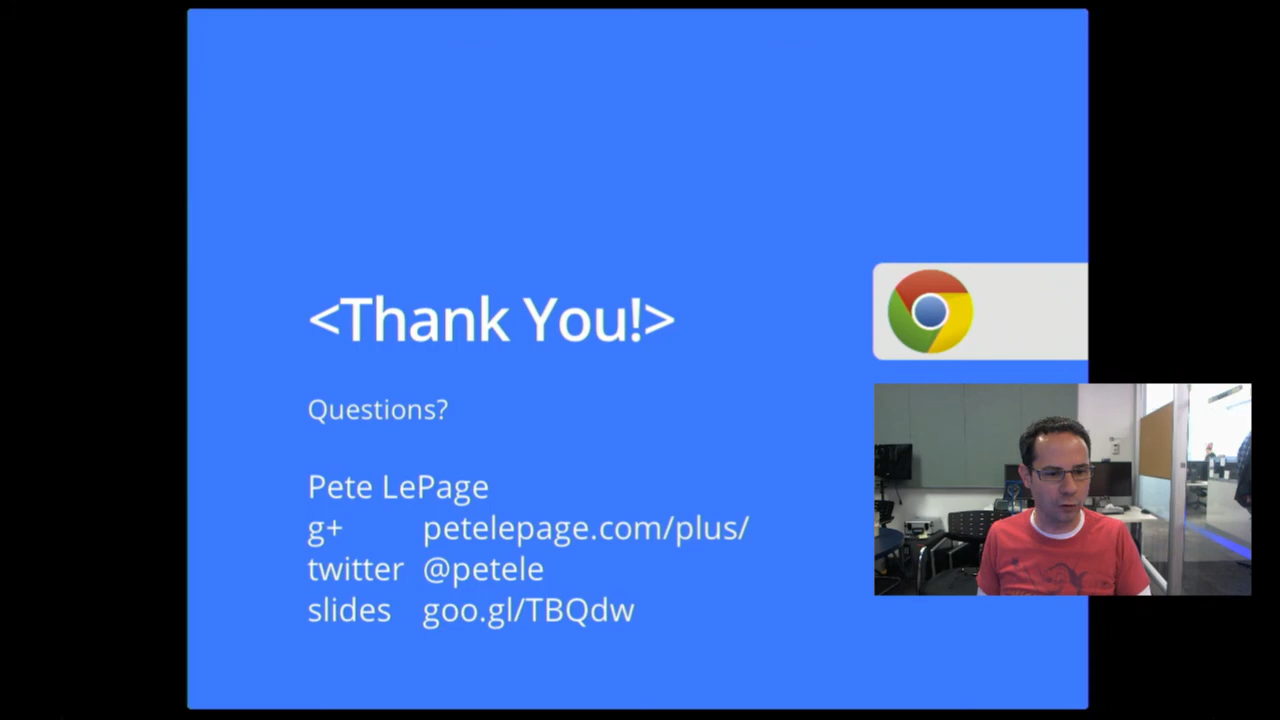 <Thank You!>
Questions?
Pete LePage
g+ petelepage.com/plus/
twitter @petele
slides goo.gl/TBQdw